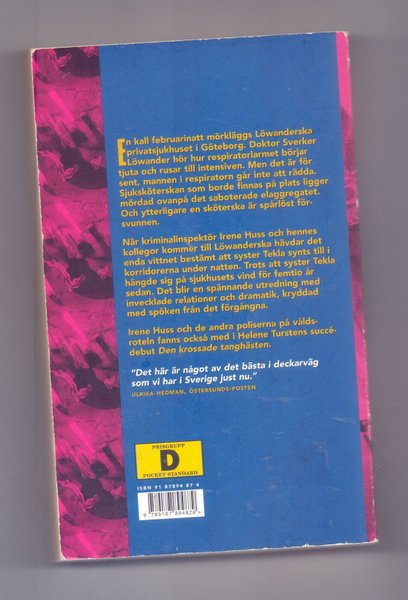 En kall februarinatt mörkläggs Löwanderska
privatsjukhuset i Göteborg. Doktor Sverker
Löwander hör hur respiratorlarmet börjar
tjuta och rusar till intensiven. Men det är för
sent, mannen i respiratorn går inte att rädda.
Sjuksköterskan som borde finnas på plats ligger
mördad ovanpå det saboterade elaggregatet.
Och ytterligare en sköterska är spårlöst för-
svunnen.
När kriminalinspektör Irene Huss och hennes
kollegor kommer till Löwanderska hävdar det
enda vittnet bestämt att syster Tekla synts till i
korridorerna under natten. Trots att syster Tekla
hängde sig på sjukhusets vind för femtio år
sedan. Det blir en spännande utredning med
invecklade relationer och dramatik, kryddad
med spöken från det förgångna.
Irene Huss och de andra poliserna på vålds-
roteln fanns också med i Helene Turstens succé-
debut Den krossade tanghästen.
”Det här är något av det bästa i deckarväg
som vi har i Sverige just nu.”
ULRIKA HEDMAN, ÖSTERSUNDS-POSTEN
PRISGRUPP
D
POCKET STANDARD
ISBN 91 87894 87 4
9 789187 894879 >